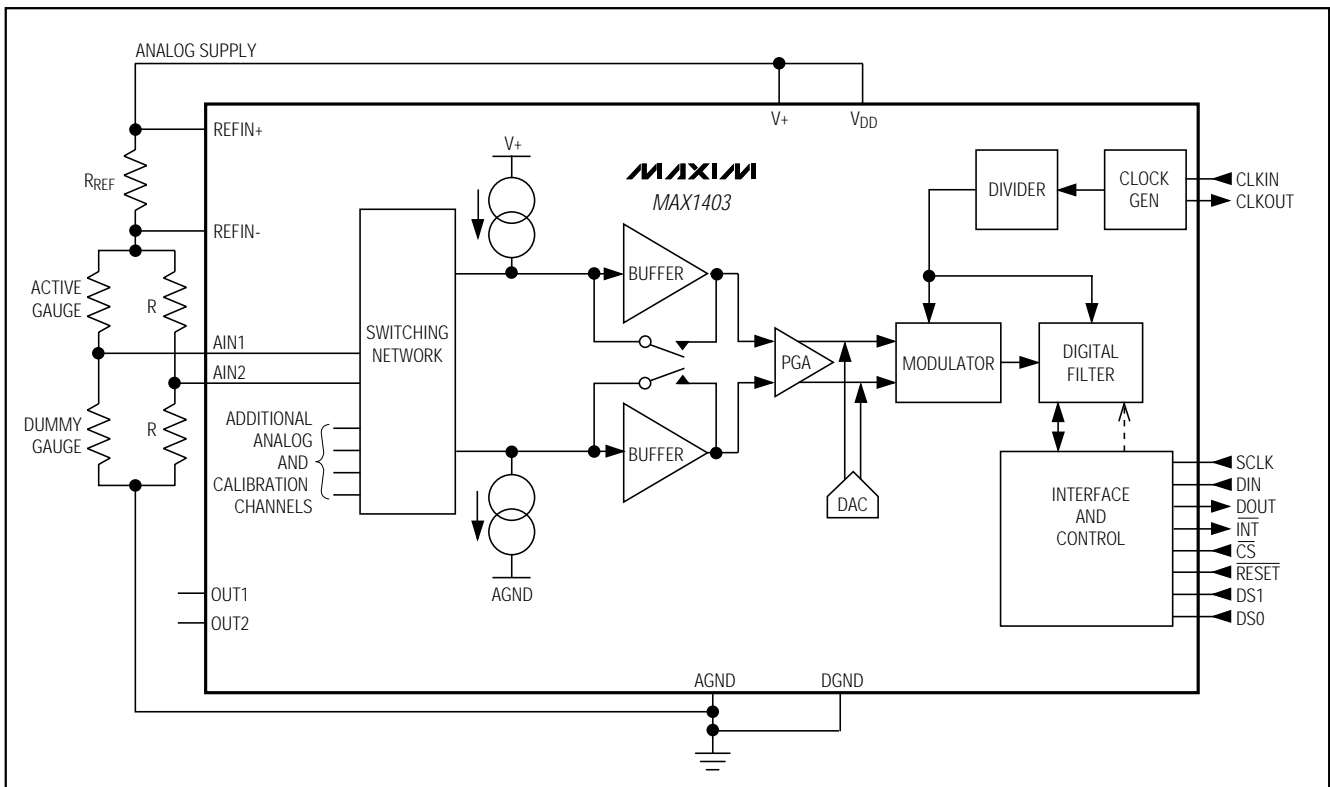 ANALOG SUPPLY
V+
VDD
REFIN+
RREF
REFIN-
ACTIVE
GAUGE
R
AIN1
AIN2
DUMMY
GAUGE
R
ADDITIONAL
ANALOG
AND
CALIBRATION
CHANNELS
OUT1
OUT2
SWITCHING
NETWORK
V+
AGND
MAXIM
MAX1403
BUFFER
BUFFER
PGA
DAC
MODULATOR
DIVIDER
CLOCK
GEN
CLKIN
CLKOUT
DIGITAL
FILTER
INTERFACE
AND
CONTROL
SCLK
DIN
DOUT
INT
CS
RESET
DS1
DS0
AGND
DGND